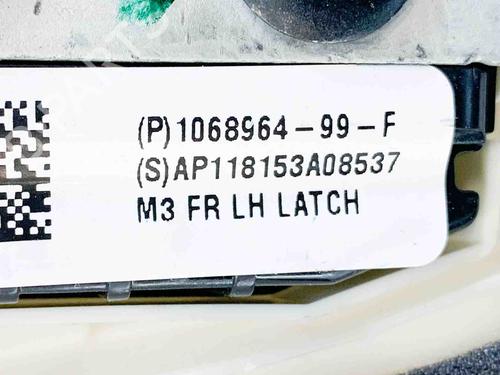 (P)1068964-99-F
(S)AP118153A08537
M3 FR LH LATCH